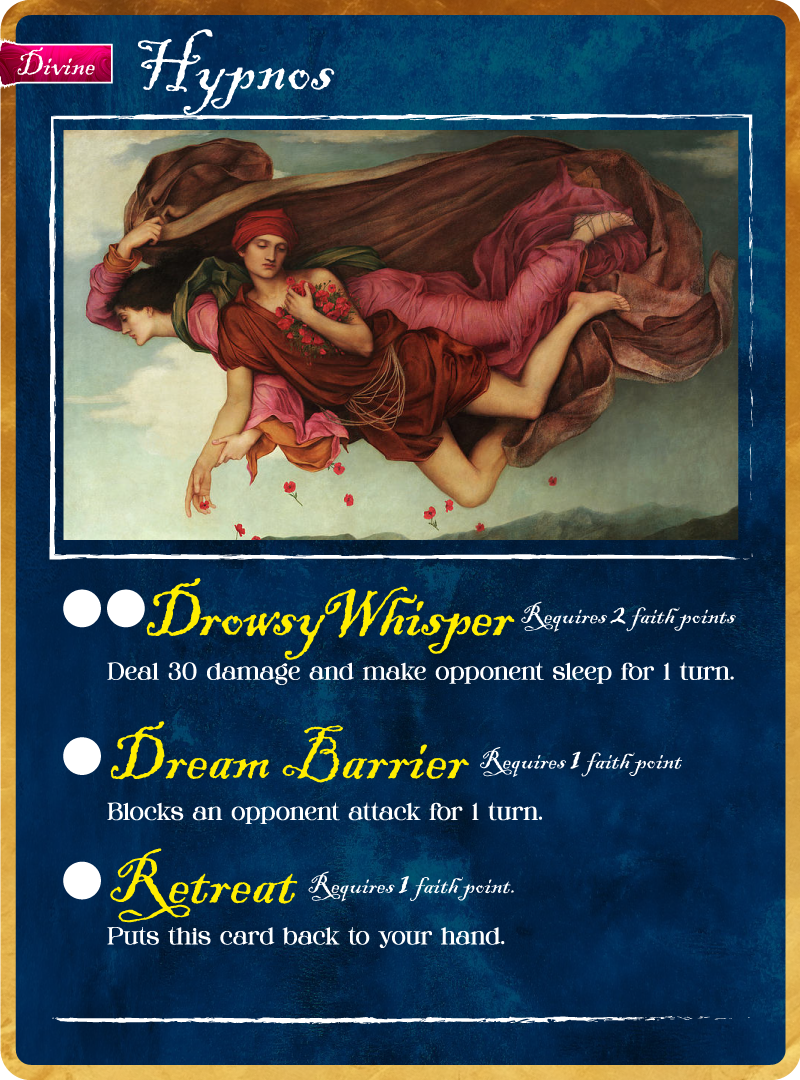 Divine
Hypnos
Drowsy Whisper Requires 2 faith points
Deal 30 damage and make opponent sleep for 1 turn.
Dream Barrier Requires 1 faith point
Blocks an opponent attack for 1 turn.
Retreat Requires 1 faith point.
Puts this card back to your hand.